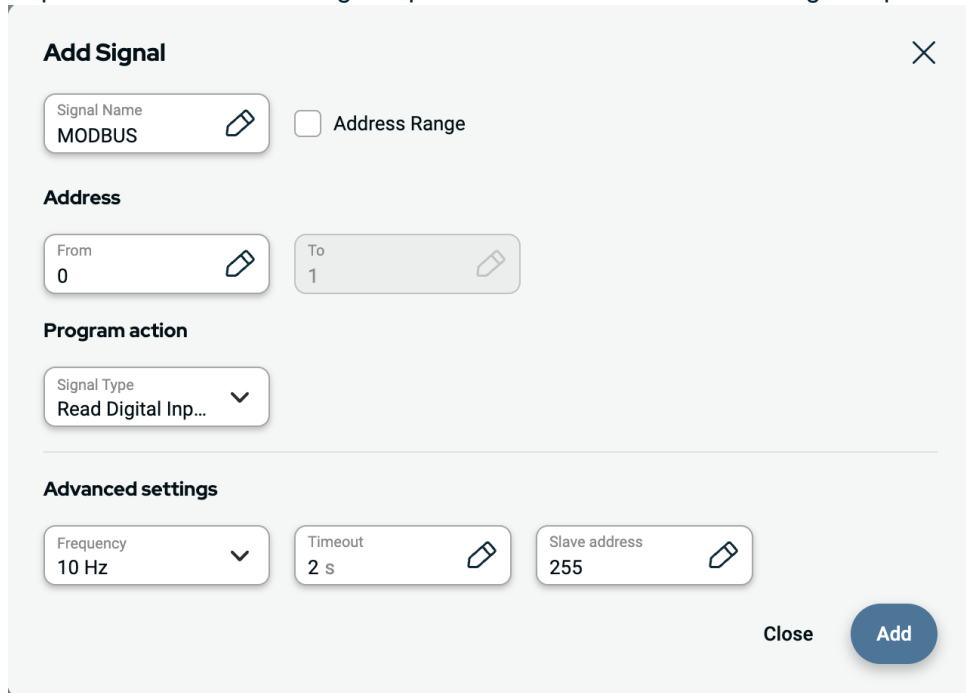 Add Signal
Signal Name
MODBUS
Address Range
Address
From
0
To
1
Program action
Signal Type
Read Digital Inp...
Advanced settings
Frequency
10 Hz
Timeout
2 s
Slave address
255
Close
Add